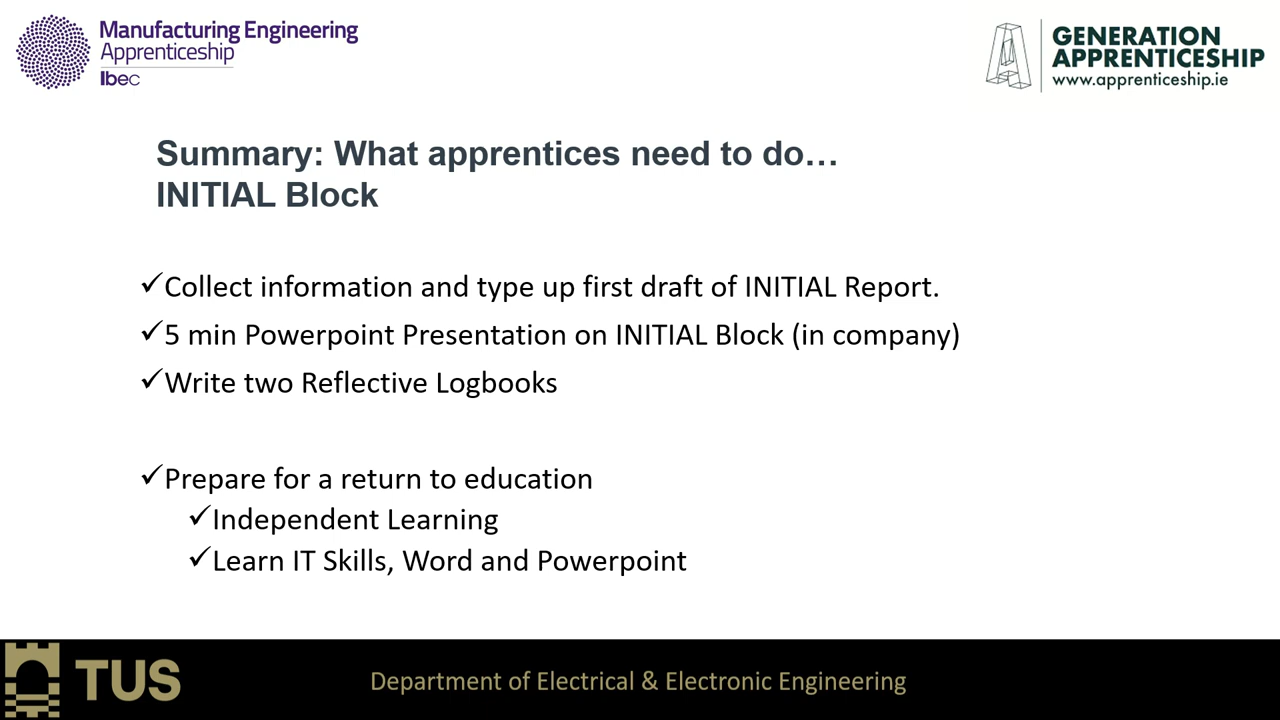 Manufacturing Engineering
Apprenticeship
Ibec
GENERATION
APPRENTICESHIP
www.apprenticeship.ie
Summary: What apprentices need to do…
INITIAL Block
✓Collect information and type up first draft of INITIAL Report.
✓5 min Powerpoint Presentation on INITIAL Block (in company)
✓Write two Reflective Logbooks
✓Prepare for a return to education
✓Independent Learning
✓Learn IT Skills, Word and Powerpoint
TUS
Department of Electrical & Electronic Engineering